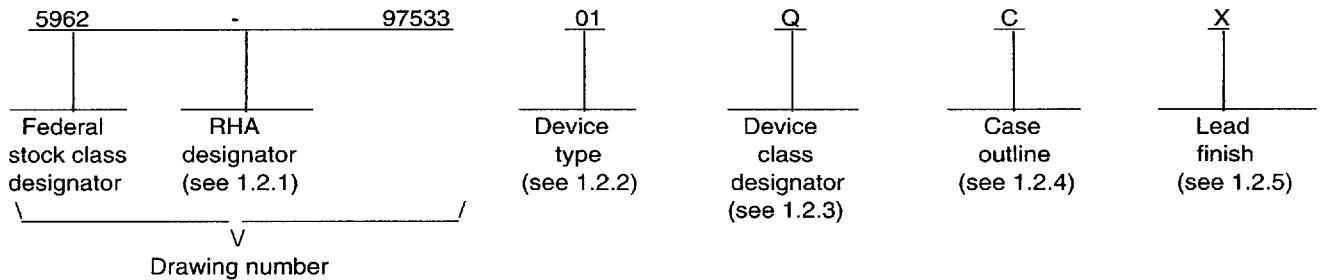 5962 - 97533 01 Q C X
Federal RHA Device Device Case Lead
stock class designator type class outline finish
designator (see 1.2.1) (see 1.2.2) designator (see 1.2.4) (see 1.2.5)
(see 1.2.3)
Drawing number